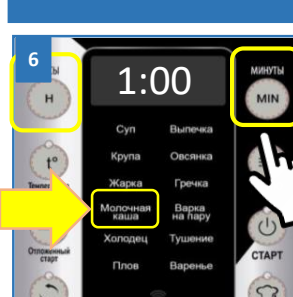 6
1:00
МИНУТЫ
H
MIN
Суп Выпечка
Крупа Овсянка
t°
Жарка Гречка
Молочная каша
Варка на пару
Холодец Тушение
Отложенный старт
СТАРТ
Плов Варенье